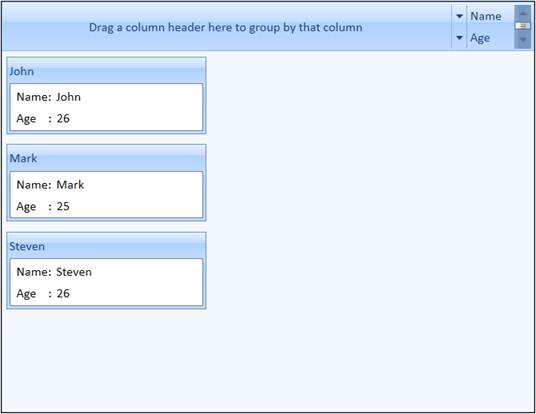 Drag a column header here to group by that column
Name
Age
John
Name: John
Age : 26
Mark
Name: Mark
Age : 25
Steven
Name: Steven
Age : 26